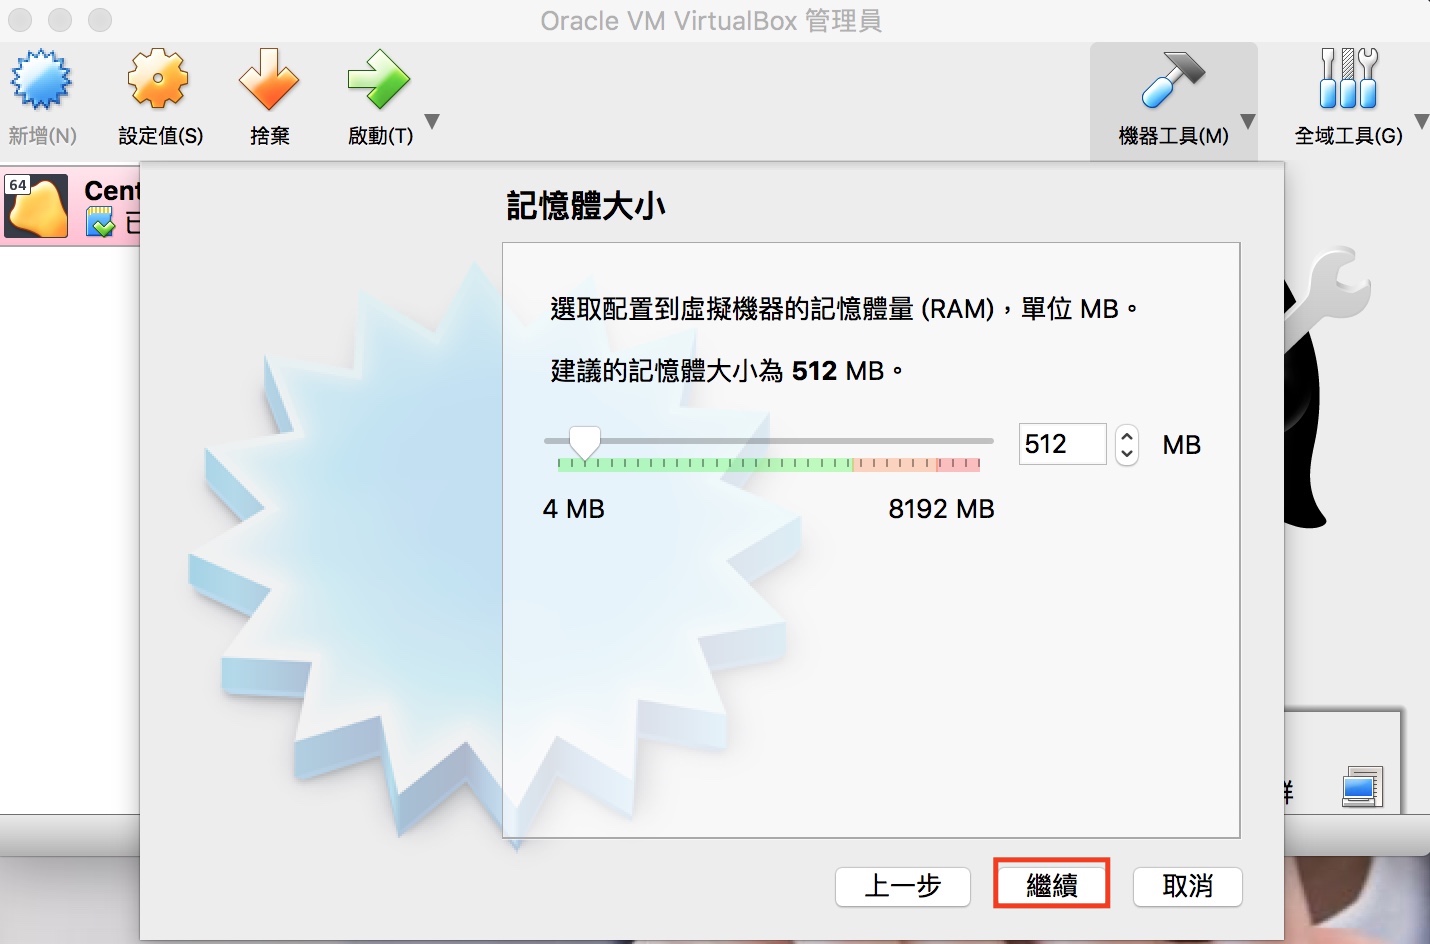 Oracle VM VirtualBox 管理員
新增(N)
設定值(S)
捨棄
啟動(T)
機器工具(M)
全域工具(G)
64
Cent
已
記憶體大小
選取配置到虛擬機器的記憶體量 (RAM)，單位 MB。
建議的記憶體大小為 512 MB。
512 MB
4 MB 8192 MB
上一步
繼續
取消